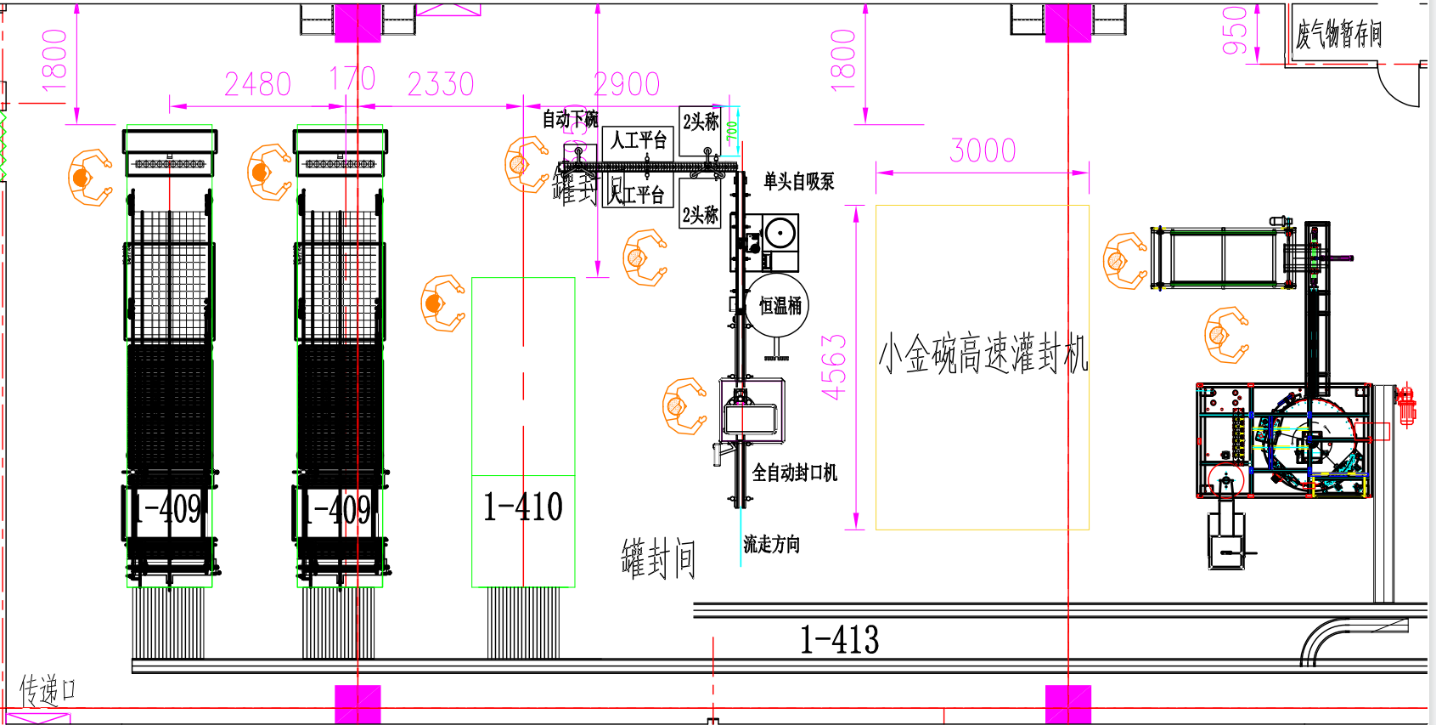 废气物暂存间
1800
2480
170
2330
2900
1800
950
自动下碗
2头称
700
人工平台
3000
罐封间
人工平台
2头称
单头自吸泵
恒温桶
小金碗高速灌封机
4563
全自动封口机
1-409
1-409
1-410
流走方向
罐封间
1-413
传递口